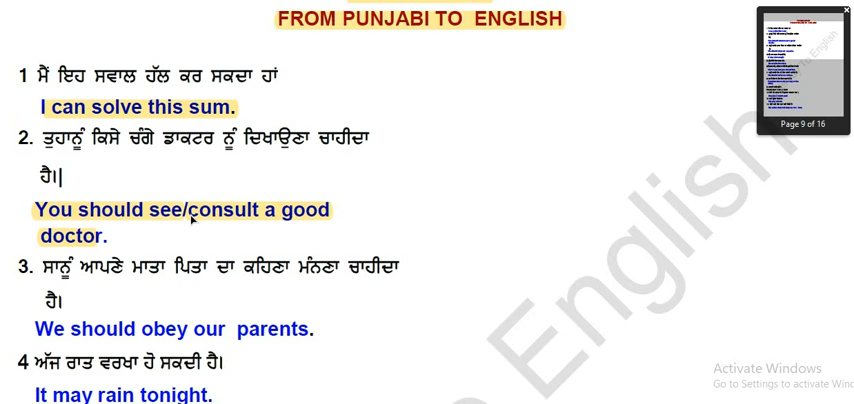 FROM PUNJABI TO ENGLISH
1 ਮੈਂ ਇਹ ਸਵਾਲ ਹੱਲ ਕਰ ਸਕਦਾ ਹਾਂ
I can solve this sum.
2. ਤੁਹਾਨੂੰ ਕਿਸੇ ਚੰਗੇ ਡਾਕਟਰ ਨੂੰ ਦਿਖਾਉਣਾ ਚਾਹੀਦਾ
ਹੈ।
You should see/consult a good
doctor.
3. ਸਾਨੂੰ ਆਪਣੇ ਮਾਤਾ ਪਿਤਾ ਦਾ ਕਹਿਣਾ ਮੰਨਣਾ ਚਾਹੀਦਾ
ਹੈ।
We should obey our parents.
4 ਅੱਜ ਰਾਤ ਵਰਖਾ ਹੋ ਸਕਦੀ ਹੈ।
It may rain tonight.
Page 9 of 16
English
Activate Windows
Go to Settings to activate Winc